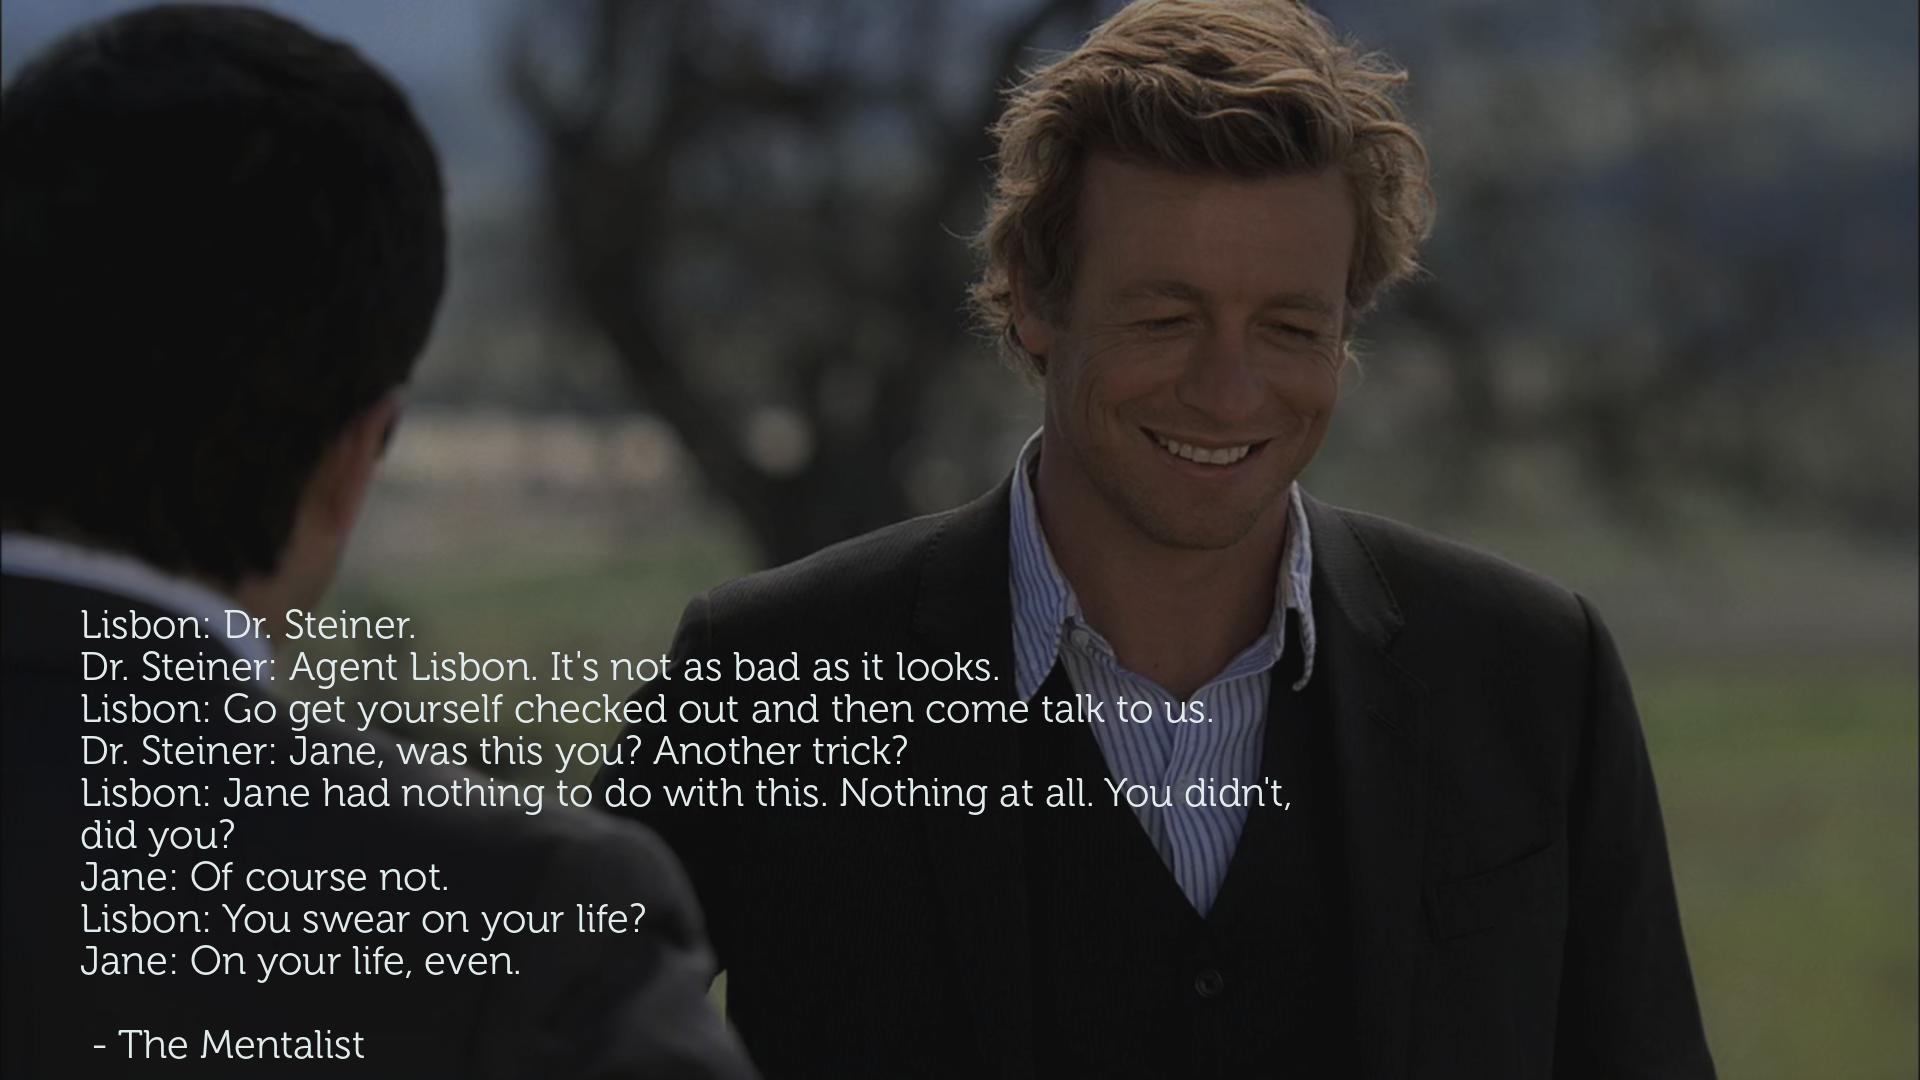 Lisbon: Dr. Steiner.
Dr. Steiner: Agent Lisbon. It's not as bad as it looks.
Lisbon: Go get yourself checked out and then come talk to us.
Dr. Steiner: Jane, was this you? Another trick?
Lisbon: Jane had nothing to do with this. Nothing at all. You didn't,
did you?
Jane: Of course not.
Lisbon: You swear on your life?
Jane: On your life, even.
- The Mentalist